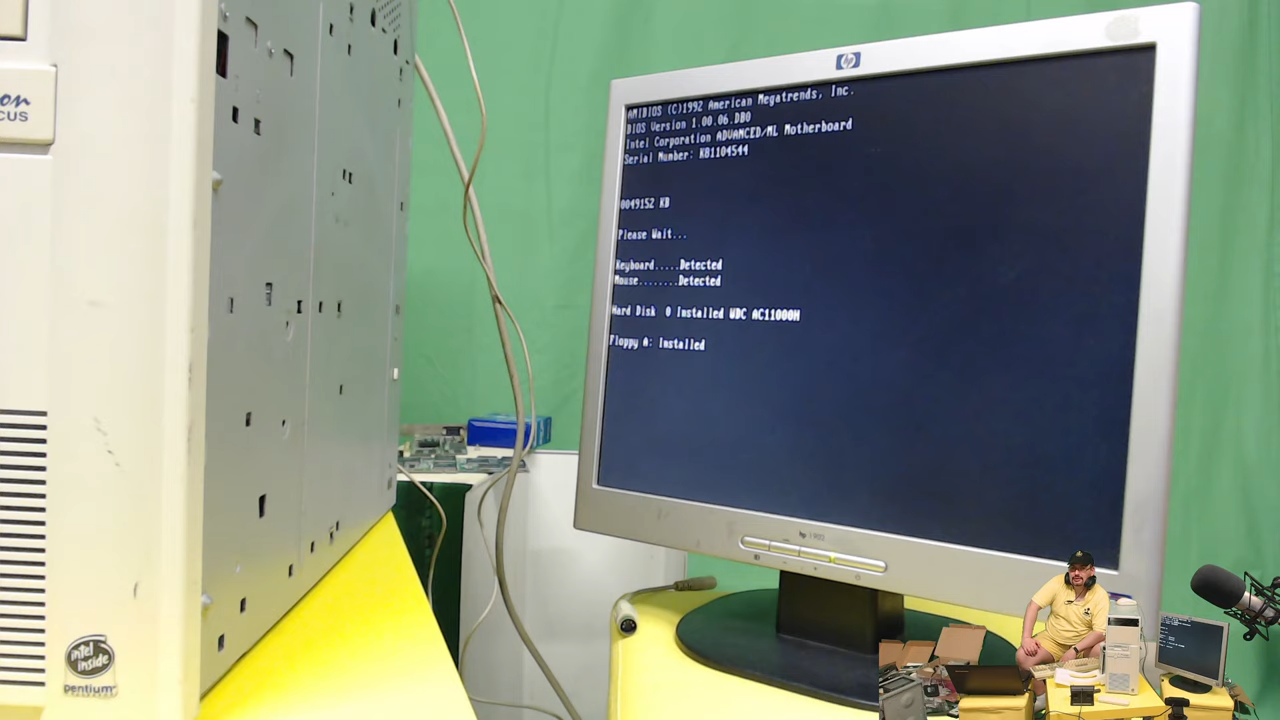 on
CUS
intel
inside
pentium
hp
AMIBIOS (C)1992 American Megatrends, Inc.
BIOS Version 1.00.06.DB0
Intel Corporation ADVANCED/ML Motherboard
Serial Number: KB1104544
0049152 KB
Please Wait...
Keyboard.....Detected
Mouse........Detected
Hard Disk 0 Installed WDC AC11000H
Floppy A: Installed